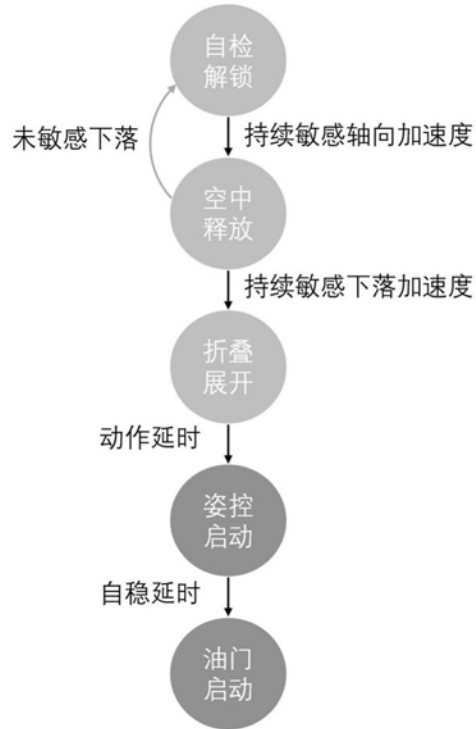 自检
解锁
未敏感下落
持续敏感轴向加速度
空中
释放
持续敏感下落加速度
折叠
展开
动作延时
姿控
启动
自稳延时
油门
启动